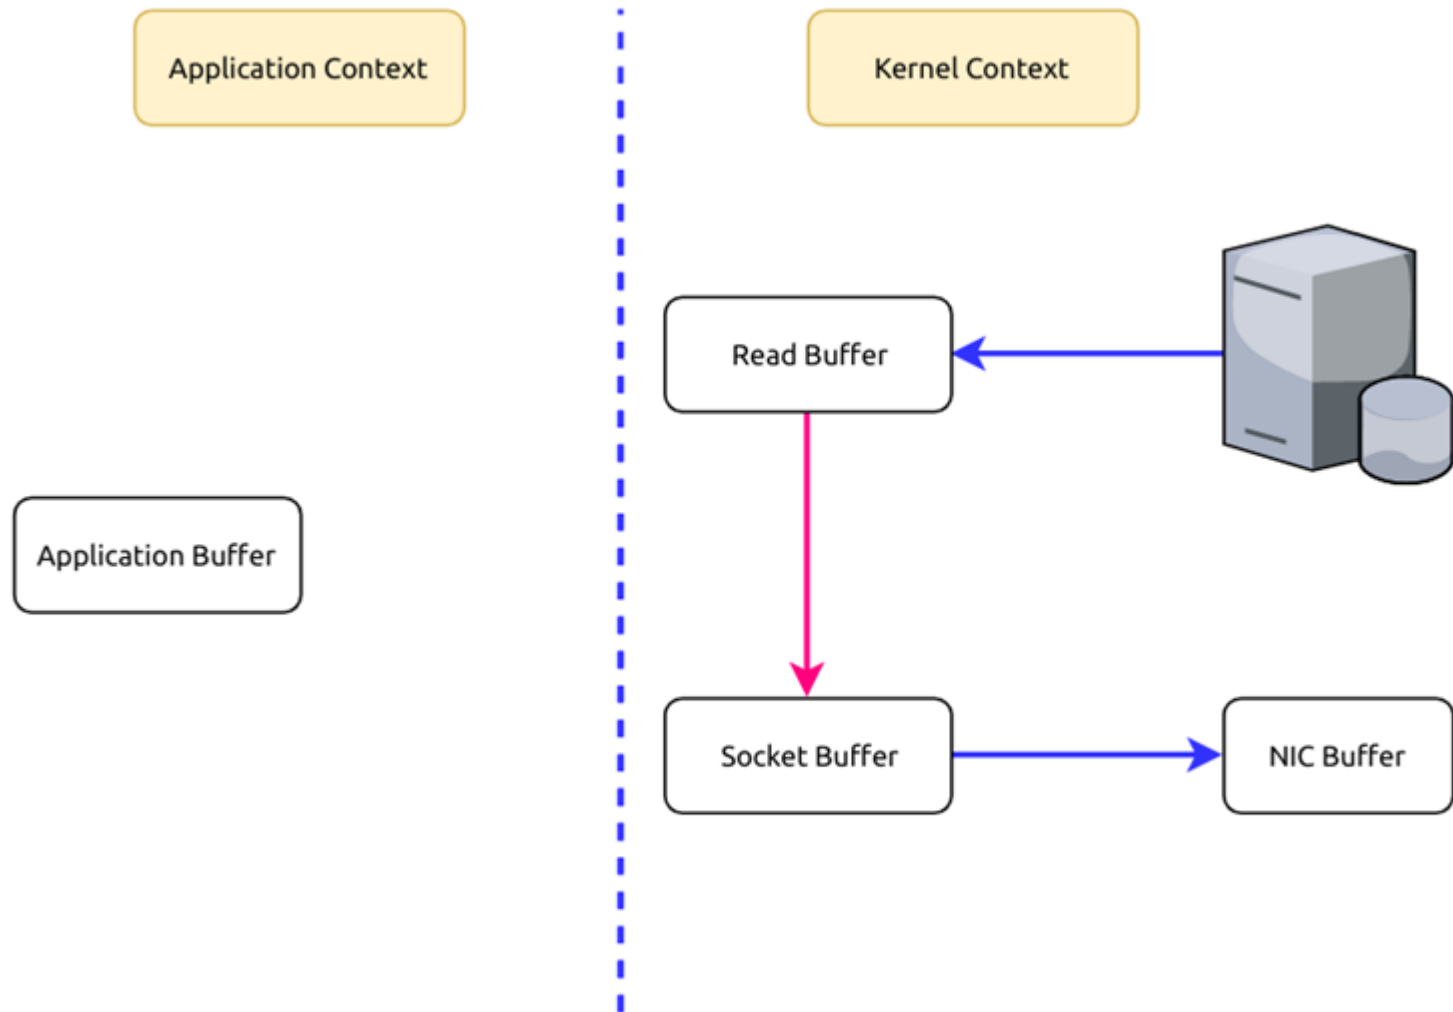 Application Context
Kernel Context
Read Buffer
Application Buffer
Socket Buffer
NIC Buffer